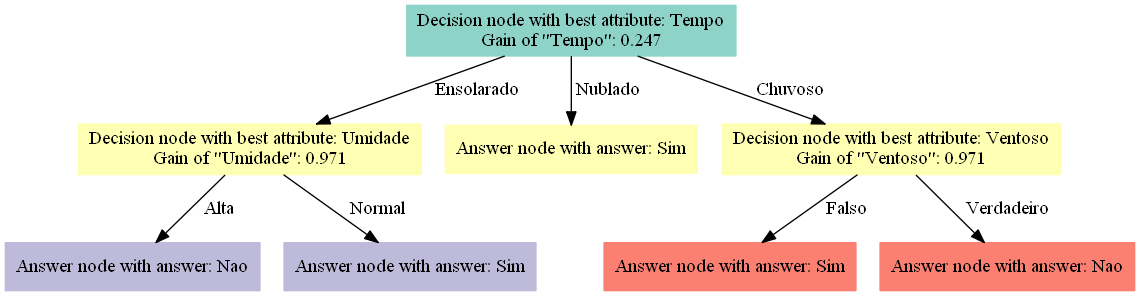 Decision node with best attribute: Tempo
Gain of "Tempo": 0.247
Ensolarado
Nublado
Chuvoso
Decision node with best attribute: Umidade
Gain of "Umidade": 0.971
Answer node with answer: Sim
Decision node with best attribute: Ventoso
Gain of "Ventoso": 0.971
Alta
Normal
Falso
Verdadeiro
Answer node with answer: Nao
Answer node with answer: Sim
Answer node with answer: Sim
Answer node with answer: Nao